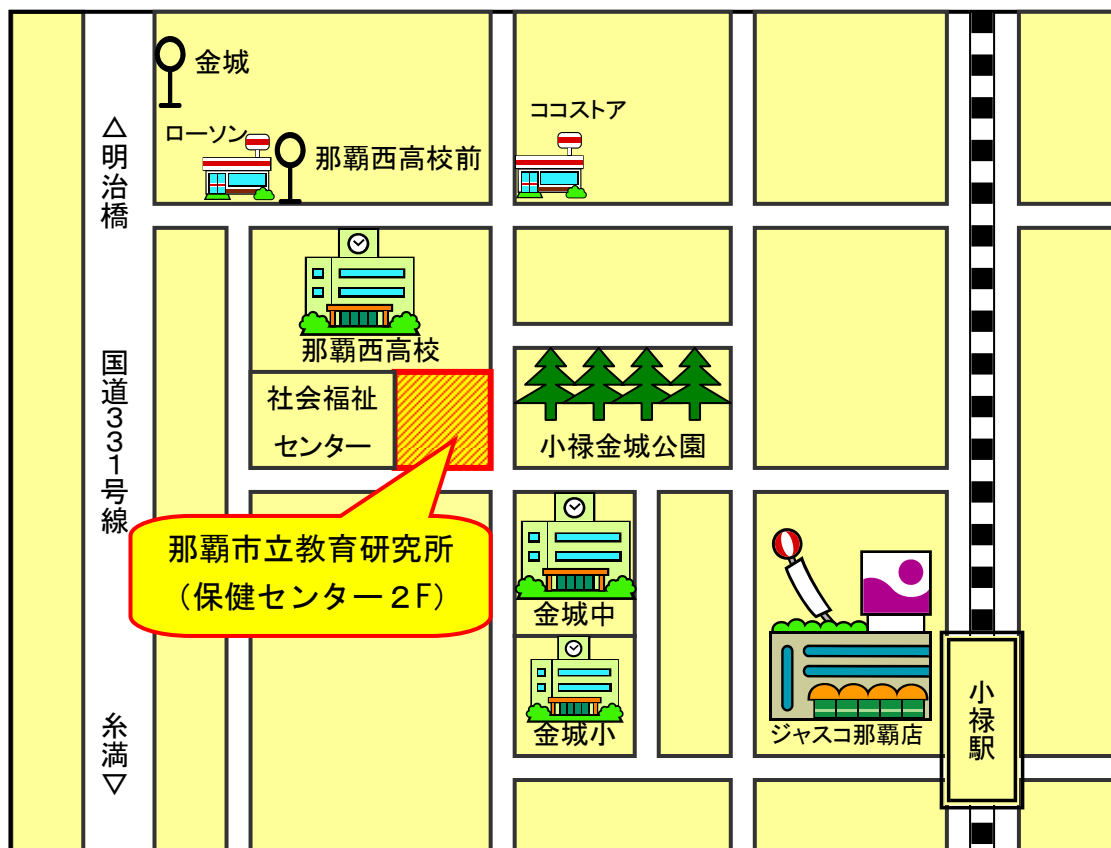 金城
ココストア
ローソン
那覇西高校前
△明治橋
那覇西高校
国道331号線
社会福祉
センター
小禄金城公園
那覇市立教育研究所
（保健センター２F）
金城中
小禄駅
金城小
ジャスコ那覇店
糸満▽